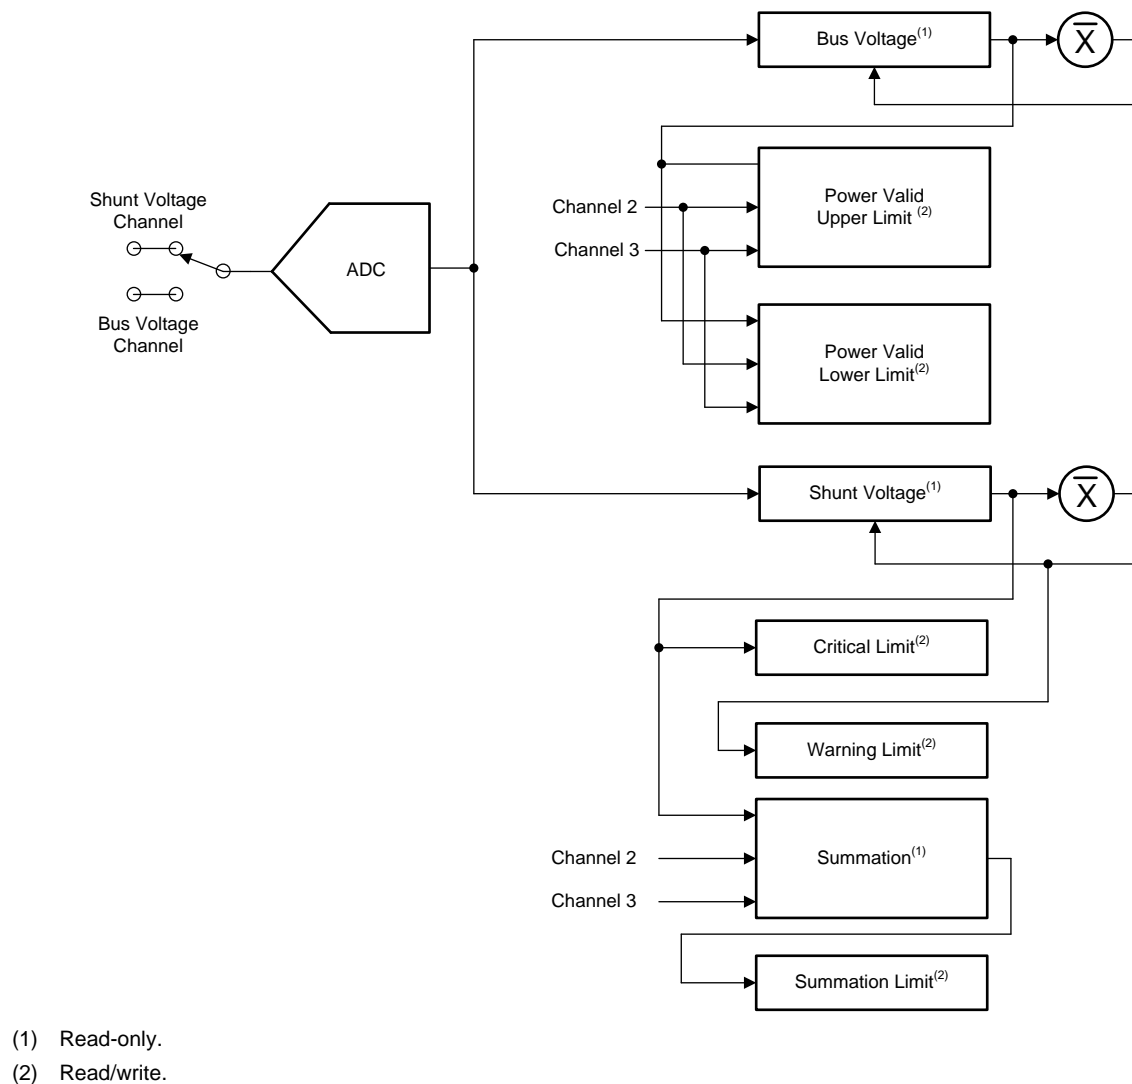 Bus Voltage(1)
X̅
Shunt Voltage
Channel
ADC
Bus Voltage
Channel
Channel 2
Channel 3
Power Valid
Upper Limit (2)
Power Valid
Lower Limit(2)
Shunt Voltage(1)
X̅
Critical Limit(2)
Warning Limit(2)
Channel 2
Channel 3
Summation(1)
Summation Limit(2)
(1) Read-only.
(2) Read/write.